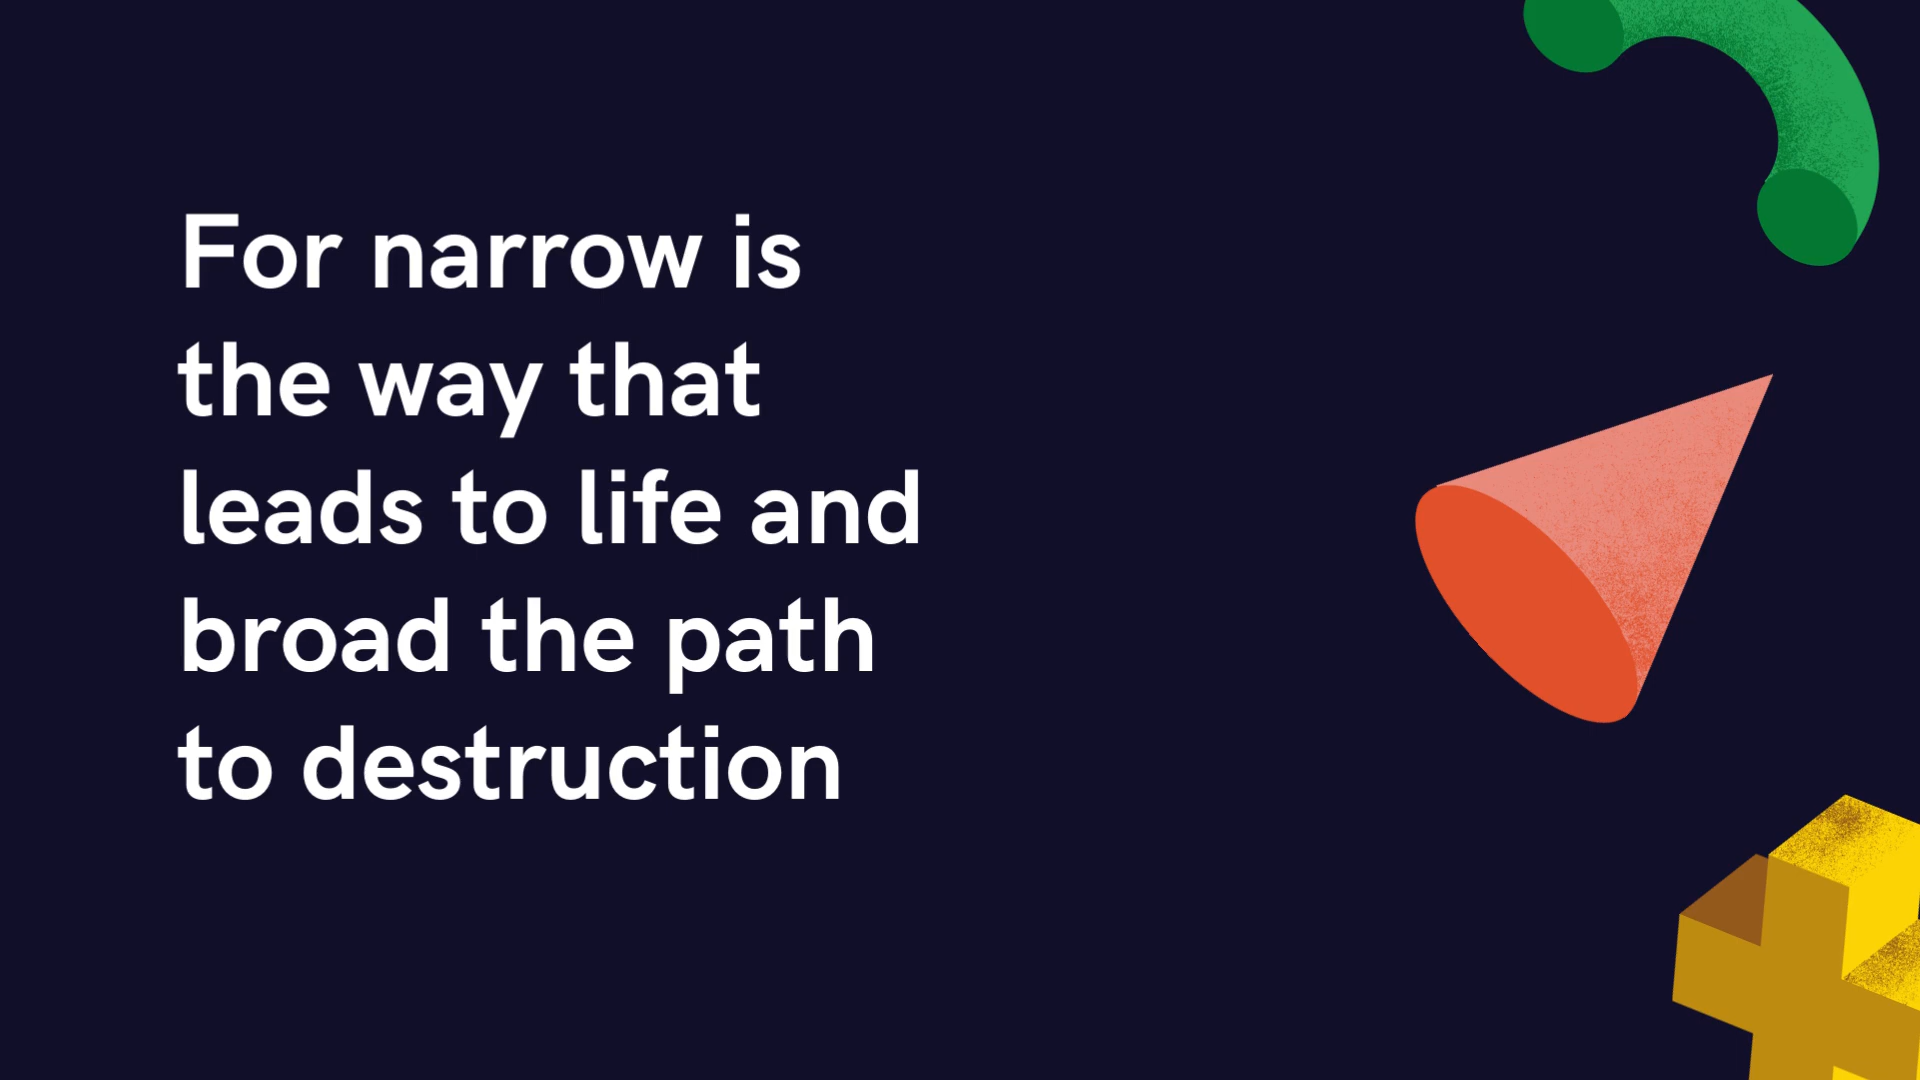 For narrow is
the way that
leads to life and
broad the path
to destruction